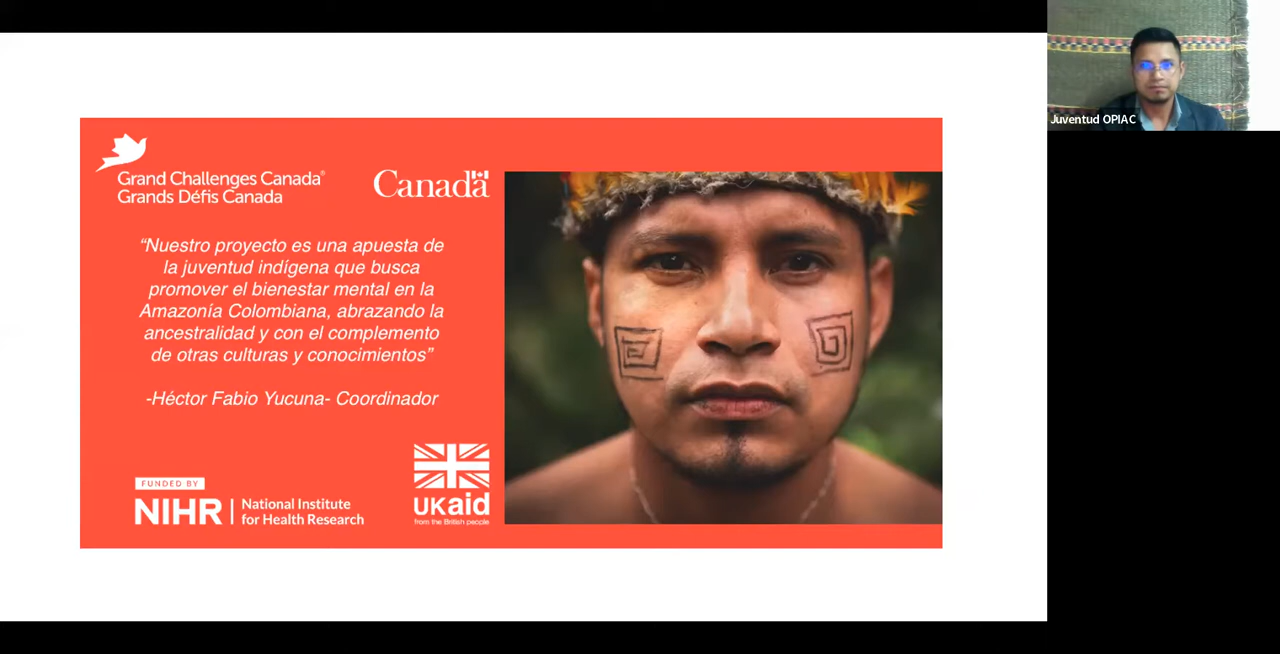 Grand Challenges Canada®
Grands Défis Canada
Canada
“Nuestro proyecto es una apuesta de
la juventud indígena que busca
promover el bienestar mental en la
Amazonía Colombiana, abrazando la
ancestralidad y con el complemento
de otras culturas y conocimientos”
-Héctor Fabio Yucuna- Coordinador
FUNDED BY
NIHR | National Institute
for Health Research
UKaid
from the British people
Juventud OPIAC